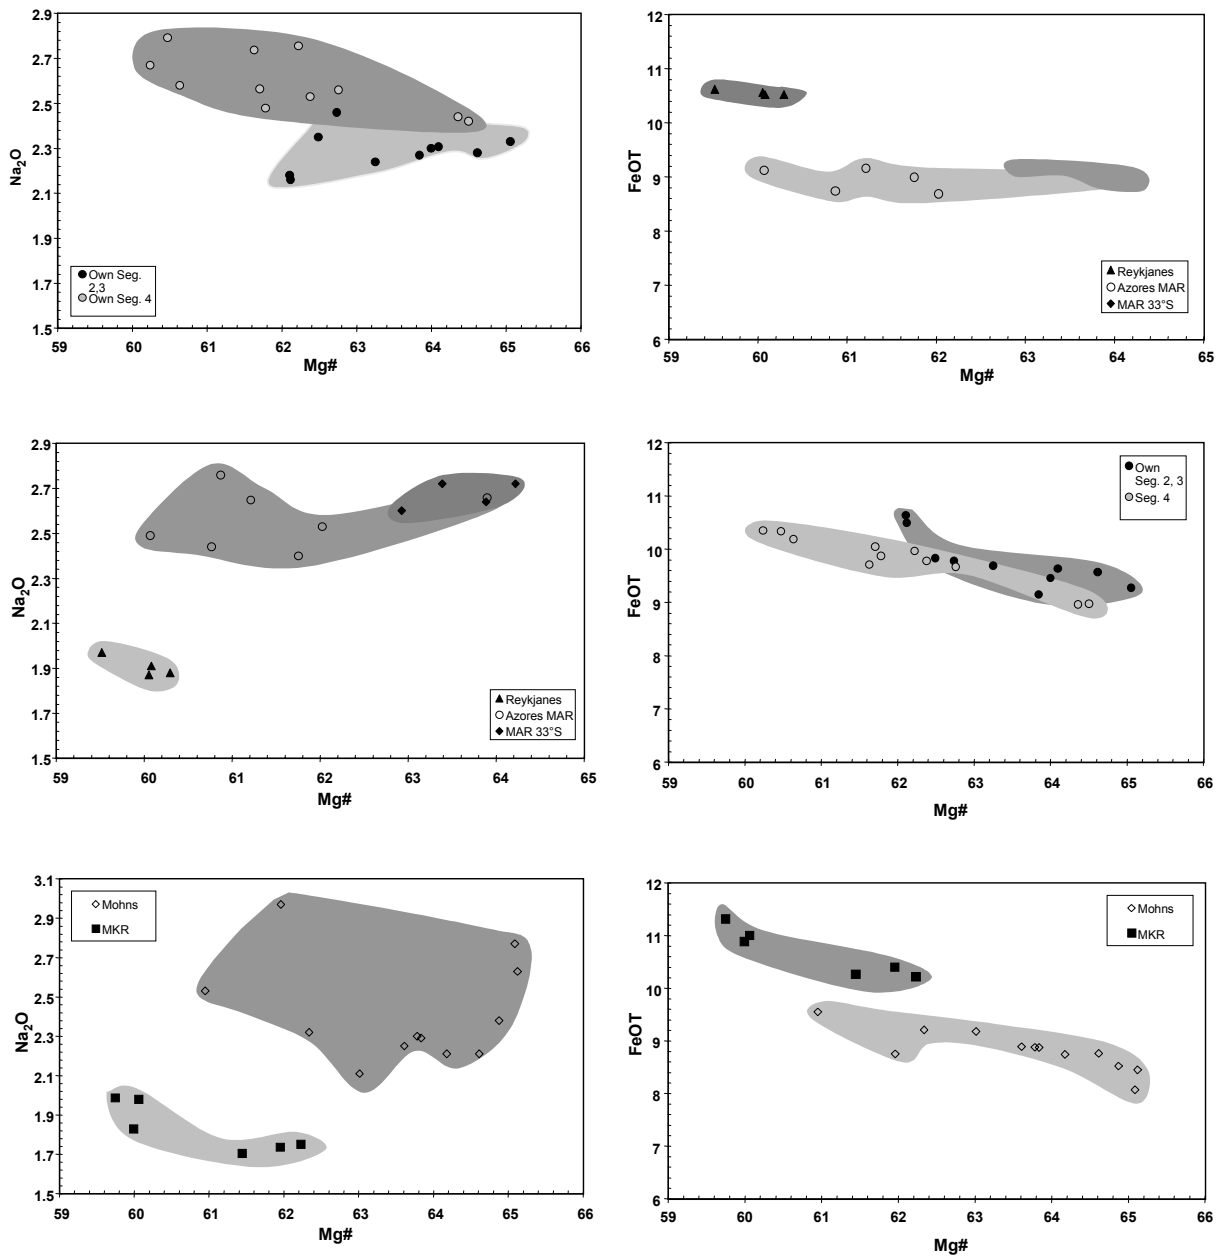 2.9
2.7
2.5
2.3
2.1
1.9
1.7
1.5
Na2O
59 60 61 62 63 64 65 66
Mg#
Own Seg.
2,3
Own Seg. 4
12
11
10
9
8
7
6
FeOT
59 60 61 62 63 64 65
Mg#
Reykjanes
Azores MAR
MAR 33°S
2.9
2.7
2.5
2.3
2.1
1.9
1.7
1.5
Na2O
59 60 61 62 63 64 65
Mg#
Reykjanes
Azores MAR
MAR 33°S
12
11
10
9
8
7
6
FeOT
59 60 61 62 63 64 65 66
Mg#
Own
Seg. 2, 3
Seg. 4
3.1
2.9
2.7
2.5
2.3
2.1
1.9
1.7
1.5
Na2O
59 60 61 62 63 64 65 66
Mg#
Mohns
MKR
12
11
10
9
8
7
6
FeOT
59 60 61 62 63 64 65 66
Mg#
Mohns
MKR